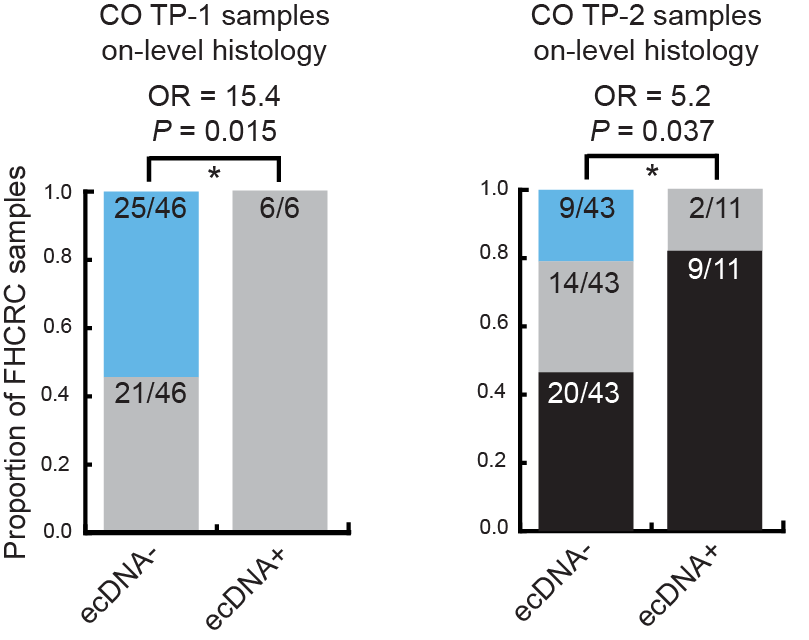 CO TP-1 samples
on-level histology
OR = 15.4
P = 0.015
*
Proportion of FHCRC samples
1.0
0.8
0.6
0.4
0.2
0.0
25/46
21/46
6/6
ecDNA-
ecDNA+
CO TP-2 samples
on-level histology
OR = 5.2
P = 0.037
*
1.0
0.8
0.6
0.4
0.2
0.0
9/43
14/43
20/43
2/11
9/11
ecDNA-
ecDNA+